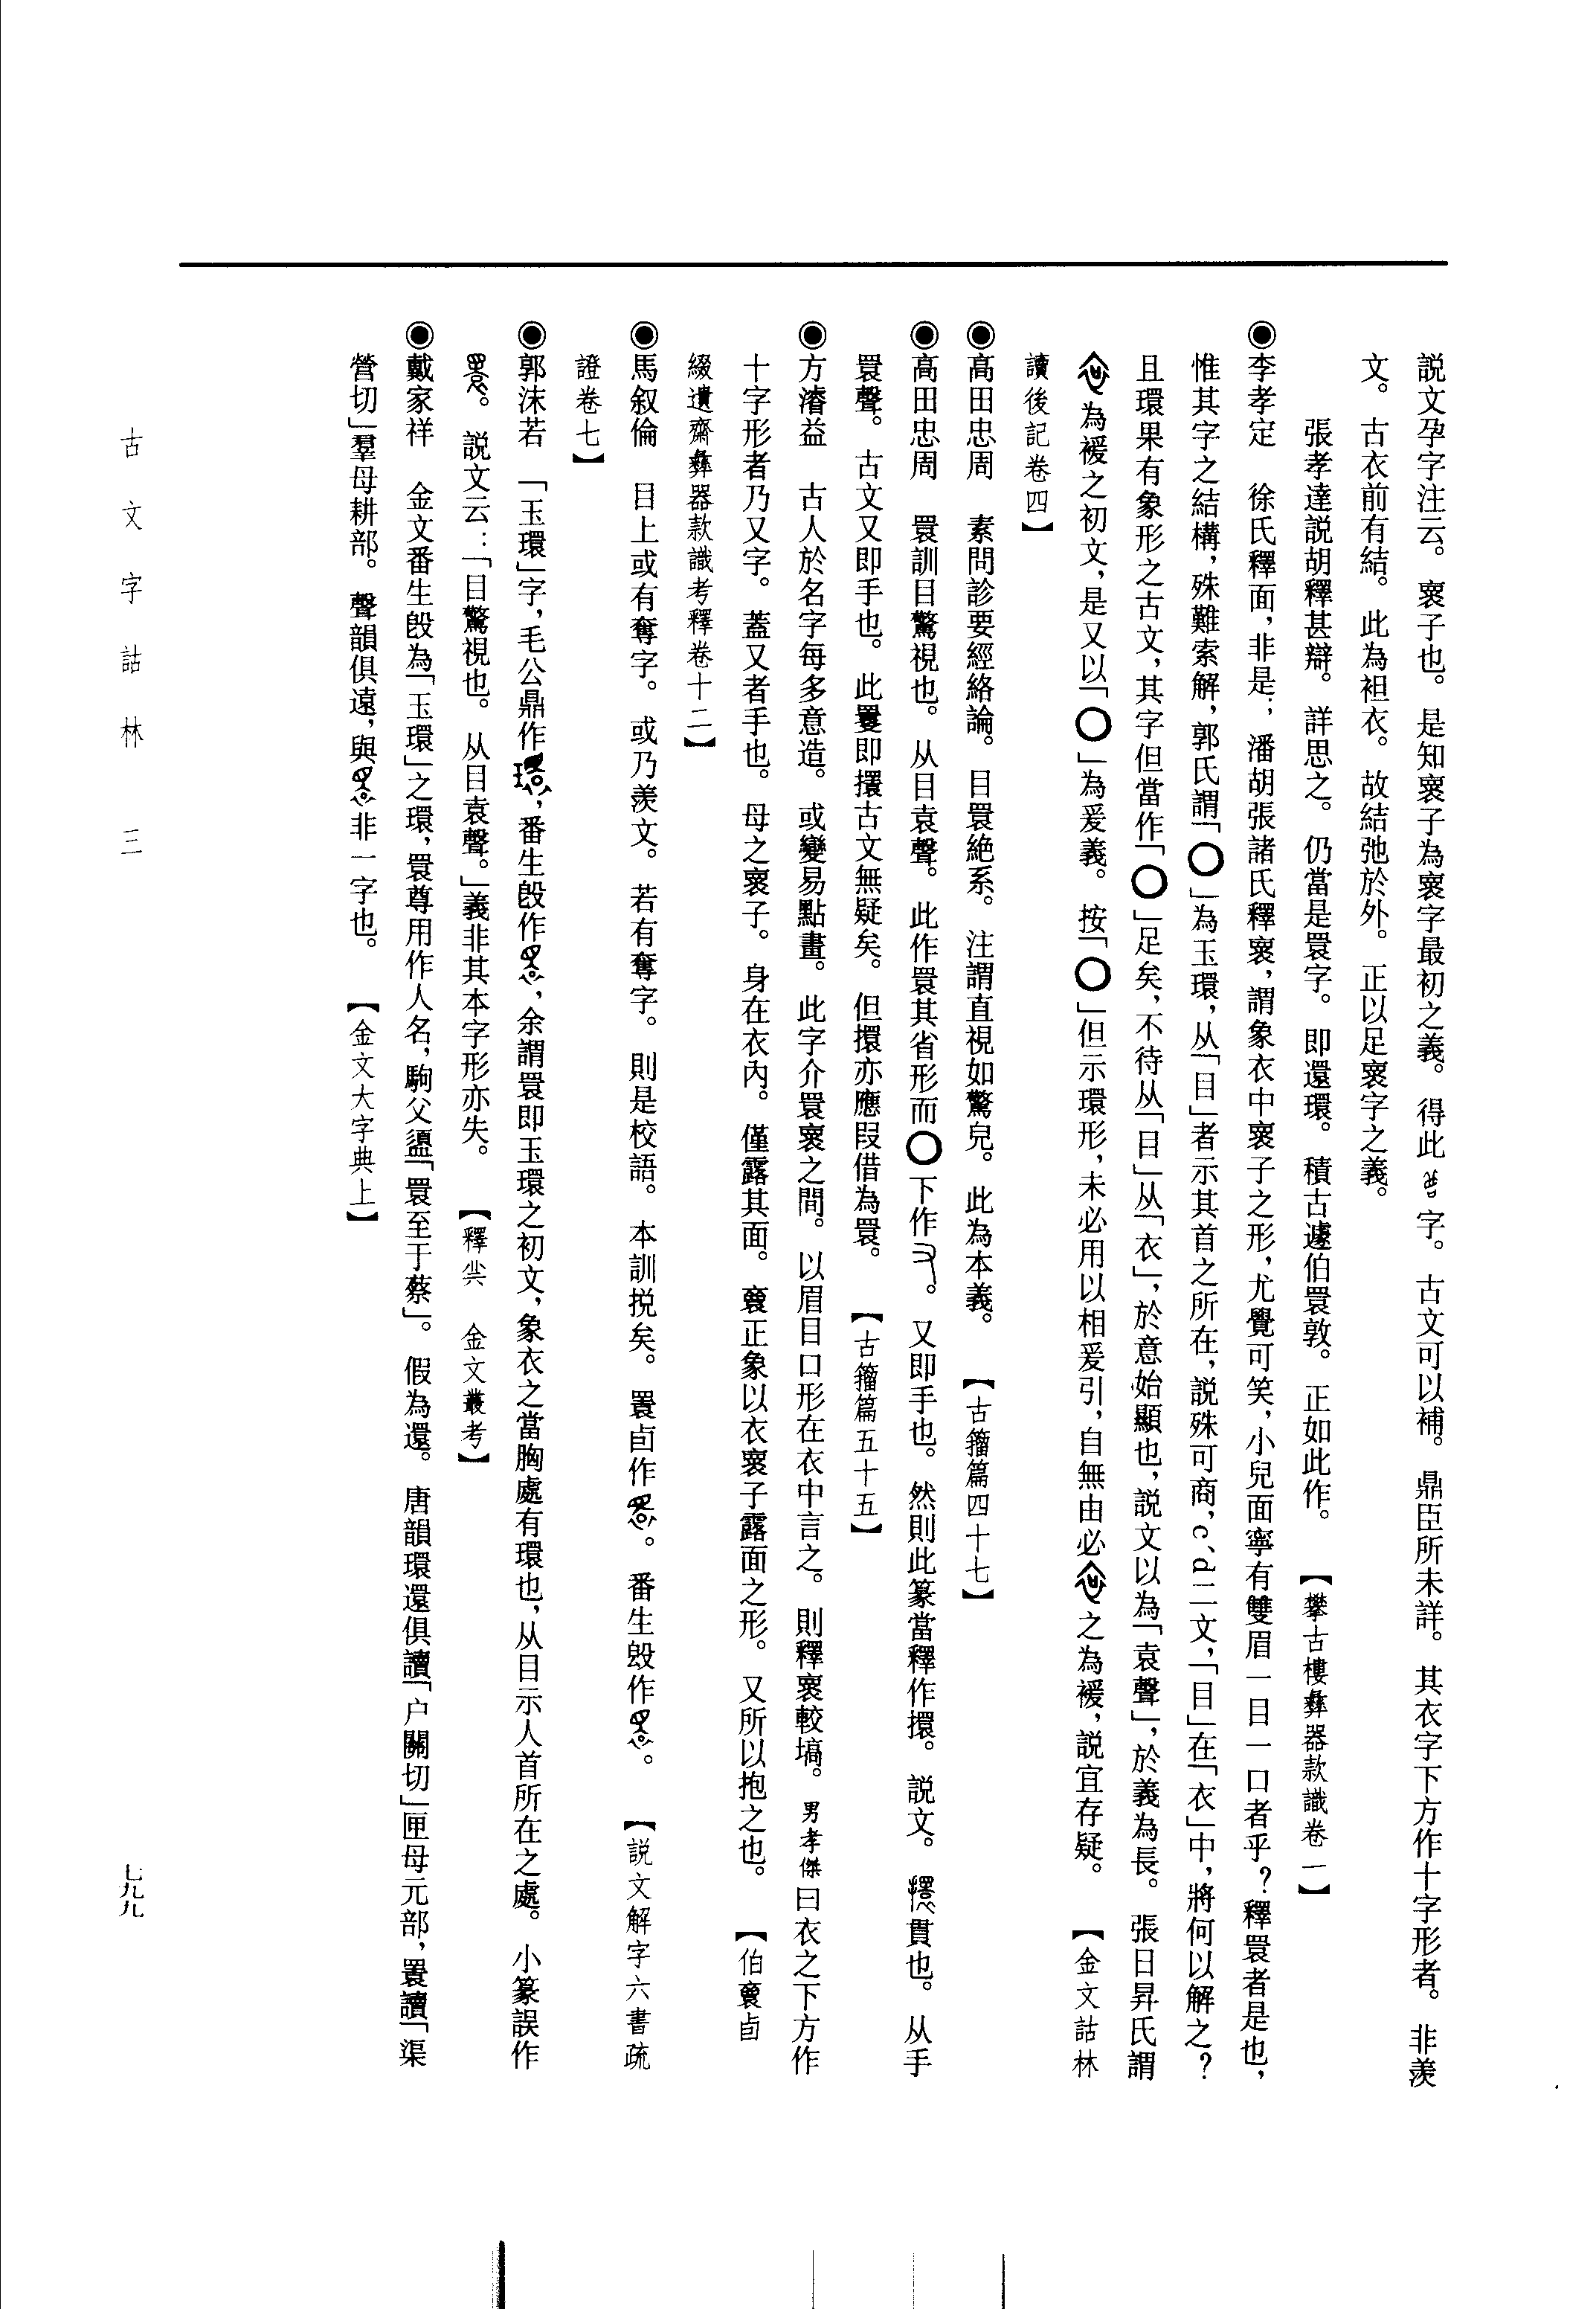 説文孕字注云。褱子也。是知褱子為褱字最初之義。得此字。古文可以補。鼎臣所未詳。其衣字下方作十字形者。非羨
文。古衣前有結。此為袒衣。故結弛於外。正以足褱字之義。
張孝達説胡釋甚辯。詳思之。仍當是睘字。即還環。積古遽伯睘敦。正如此作。【攀古樓彝器款識卷一】
◉李孝定　徐氏釋面，非是；潘胡張諸氏釋褱，謂象衣中褱子之形，尤覺可笑，小兒面寧有雙眉一目一口者乎？釋睘者是也，
惟其字之結構，殊難索解，郭氏謂「〇」為玉環，从「目」者示其首之所在，説殊可商，c、d二文，「目」在「衣」中，將何以解之？
且環果有象形之古文，其字但當作「〇」足矣，不待从「目」从「衣」，於意始顯也，説文以為「袁聲」，於義為長。張日昇氏謂
為褑之初文，是又以「〇」為爰義。按「〇」但示環形，未必用以相爰引，自無由必之為褑，説宜存疑。【金文詁林
讀後記卷四】
◉高田忠周　素問診要經絡論。目睘絶系。注謂直視如驚皃。此為本義。【古籀篇四十七】
◉高田忠周　睘訓目驚視也。从目袁聲。此作睘其省形而〇下作。又即手也。然則此篆當釋作擐。説文。貫也。从手
睘聲。古文又即手也。此即擐古文無疑矣。但擐亦應叚借為睘。【古籀篇五十五】
◉方濬益　古人於名字每多意造。或變易點畫。此字介睘褱之間。以眉目口形在衣中言之。則釋褱較塙。男孝傑曰衣之下方作
十字形者乃又字。蓋又者手也。母之褱子。身在衣內。僅露其面。正象以衣褱子露面之形。又所以抱之也。【伯卣
綴遺齋彝器款識考釋卷十二】
◉馬叙倫　目上或有奪字。或乃羨文。若有奪字。則是校語。本訓挩矣。睘卣作。番生毁作。【説文解字六書疏
證卷七】
◉郭沫若　「玉環」字，毛公鼎作，番生𣪘作，余謂睘即玉環之初文，象衣之當胸處有環也，从目示人首所在之處。小篆誤作
。説文云：「目驚視也。从目袁聲。」義非其本字形亦失。【釋　金文叢考】
◉戴家祥　金文番生𣪘為「玉環」之環，睘尊用作人名，駒父盨「睘至于蔡」。假為還。唐韻環還俱讀「户關切」匣母元部，睘讀「渠
營切」羣母耕部。聲韻俱遠，與非一字也。【金文大字典上】
古文字詁林　三
七九九